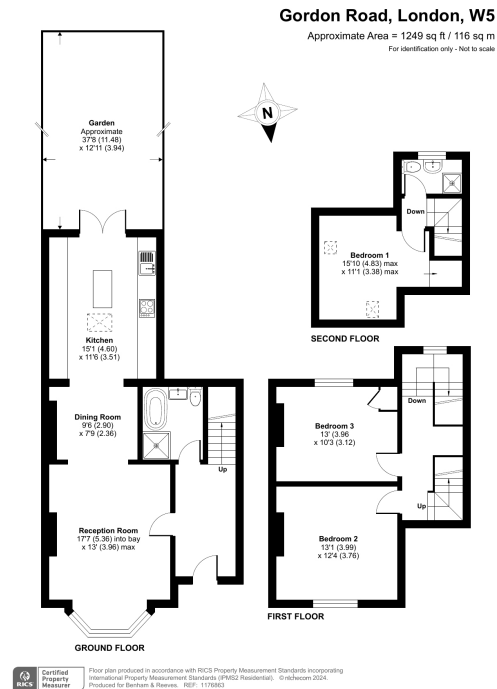 Gordon Road, London, W5
Approximate Area = 1249 sq ft / 116 sq m
For identification only - Not to scale
N
Garden
Approximate
37'8 (11.48)
x 12'11 (3.94)
Down
Bedroom 1
15'10 (4.83) max
x 11'1 (3.38) max
SECOND FLOOR
Kitchen
15'1 (4.60)
x 11'6 (3.51)
Dining Room
9'6 (2.90)
x 7'9 (2.36)
Up
Reception Room
17'7 (5.36) into bay
x 13' (3.96) max
GROUND FLOOR
Down
Bedroom 3
13' (3.96
x 10'3 (3.12)
Up
Bedroom 2
13'1 (3.99)
x 12'4 (3.76)
FIRST FLOOR
RICS
Certified
Property
Measurer
Floor plan produced in accordance with RICS Property Measurement Standards incorporating
International Property Measurement Standards (IPMS2 Residential). © nichecom 2024.
Produced for Benham & Reeves. REF: 1176863